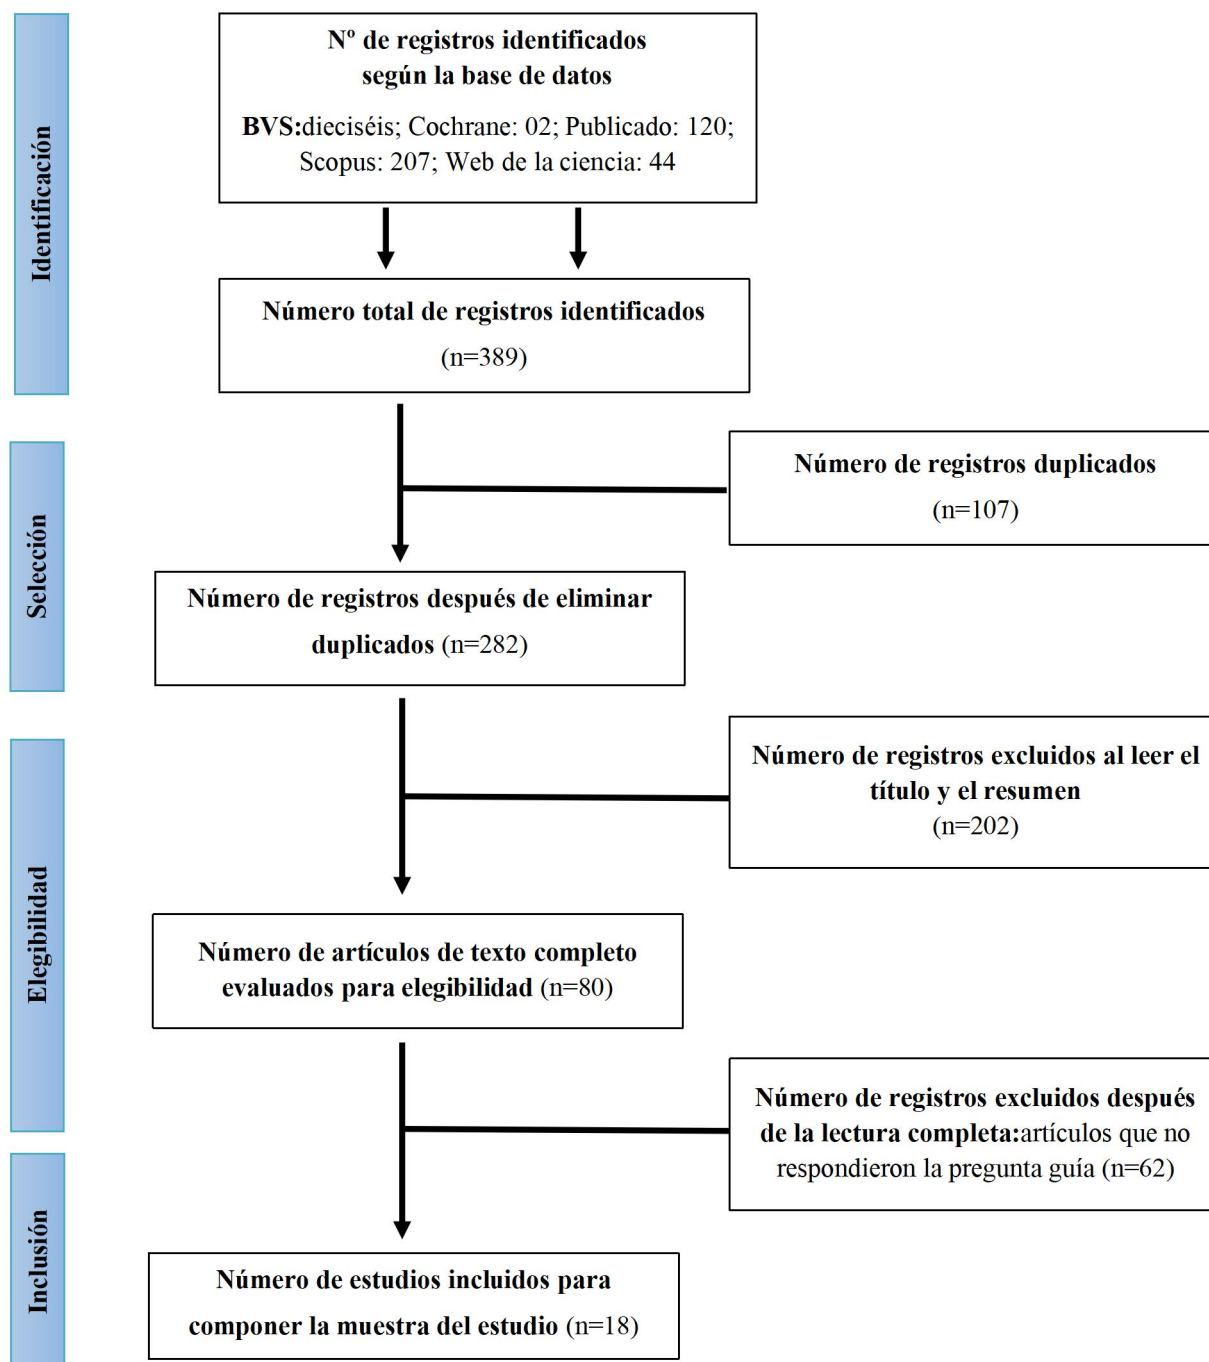 Identificación
Nº de registros identificados
según la base de datos
BVS:dieciséis; Cochrane: 02; Publicado: 120;
Scopus: 207; Web de la ciencia: 44
Número total de registros identificados
(n=389)
Selección
Número de registros duplicados
(n=107)
Número de registros después de eliminar
duplicados (n=282)
Elegibilidad
Número de registros excluidos al leer el
título y el resumen
(n=202)
Número de artículos de texto completo
evaluados para elegibilidad (n=80)
Número de registros excluidos después
de la lectura completa:artículos que no
respondieron la pregunta guía (n=62)
Inclusión
Número de estudios incluidos para
componer la muestra del estudio (n=18)